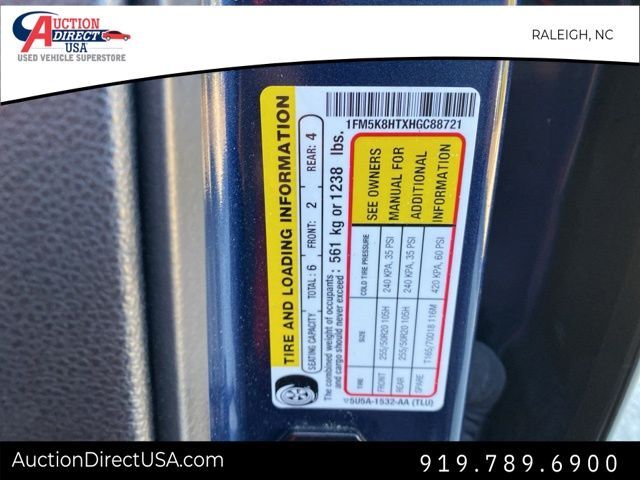 AUCTION
DIRECT
USA
USED VEHICLE SUPERSTORE
RALEIGH, NC
1FM5K8HTXHGC88721
TIRE AND LOADING INFORMATION
SEATING CAPACITY TOTAL: 6 FRONT: 2 REAR: 4
The combined weight of occupants and cargo should never exceed: 561 kg or 1238 lbs.
TIRE SIZE COLD TIRE PRESSURE
FRONT 255/50R20 105H 240 KPA, 35 PSI
REAR 255/50R20 105H 240 KPA, 35 PSI
SPARE T165/70D18 116M 420 KPA, 60 PSI
SEE OWNERS
MANUAL FOR
ADDITIONAL
INFORMATION
5U5A-1532-AA (TLU)
AuctionDirectUSA.com
919.789.6900